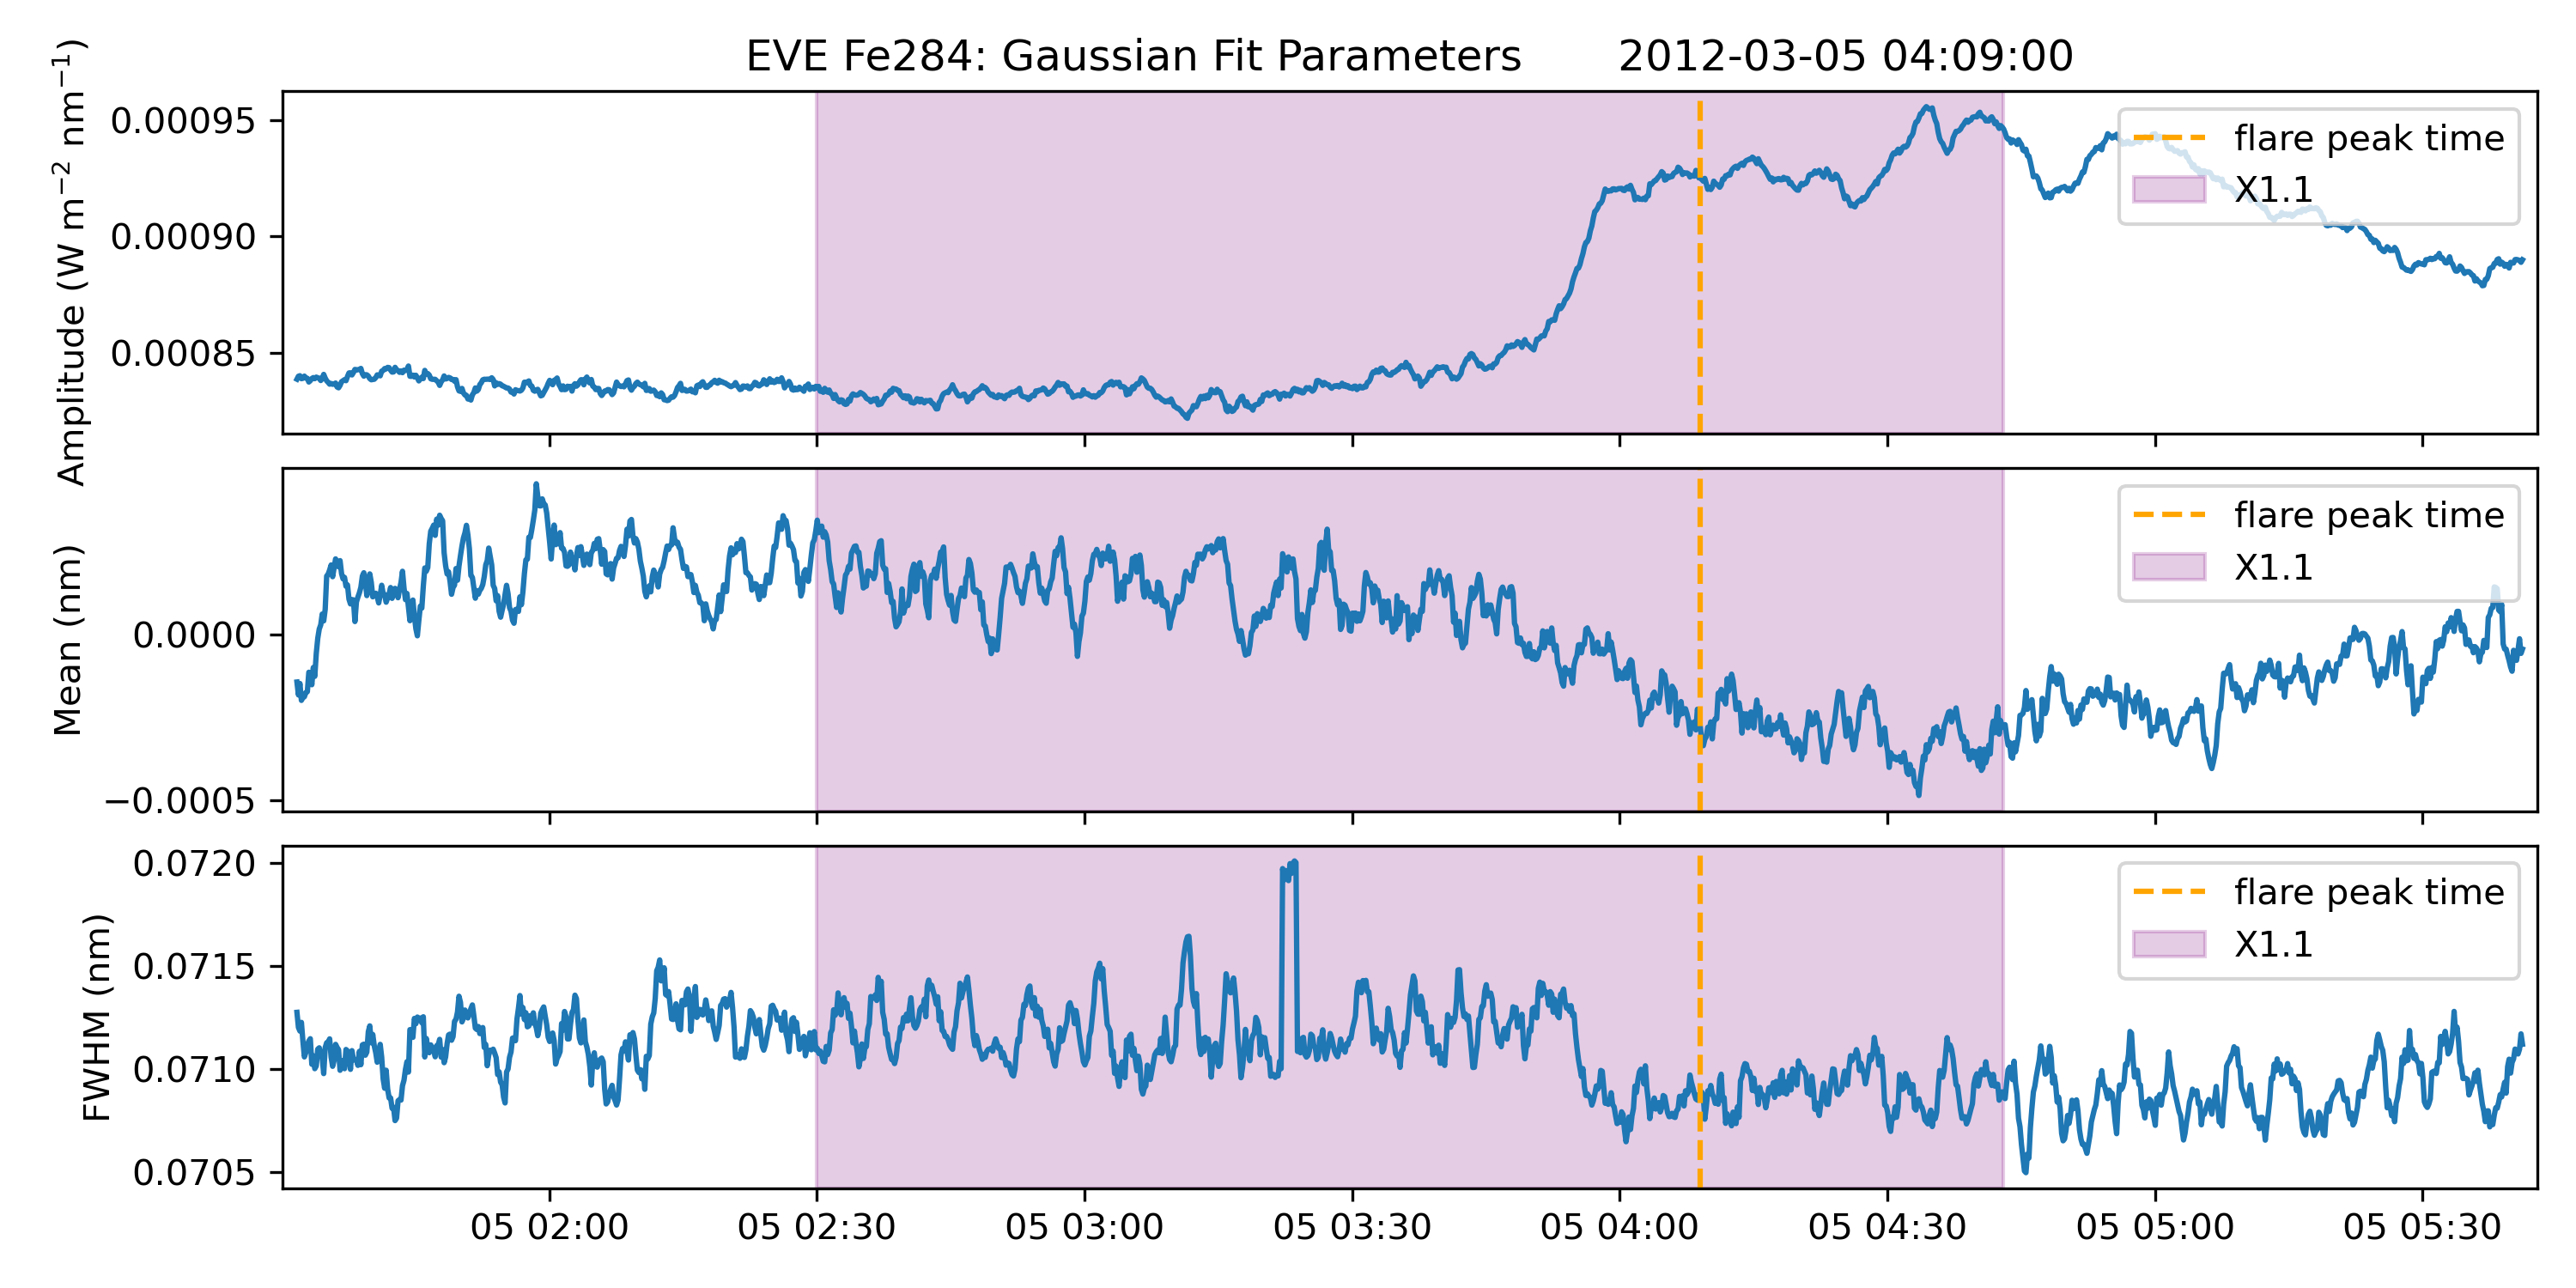 EVE Fe284: Gaussian Fit Parameters 2012-03-05 04:09:00
Amplitude (W m⁻² nm⁻¹)
0.00095
0.00090
0.00085
flare peak time
X1.1
Mean (nm)
0.0000
−0.0005
flare peak time
X1.1
FWHM (nm)
0.0720
0.0715
0.0710
0.0705
flare peak time
X1.1
05 02:00 05 02:30 05 03:00 05 03:30 05 04:00 05 04:30 05 05:00 05 05:30